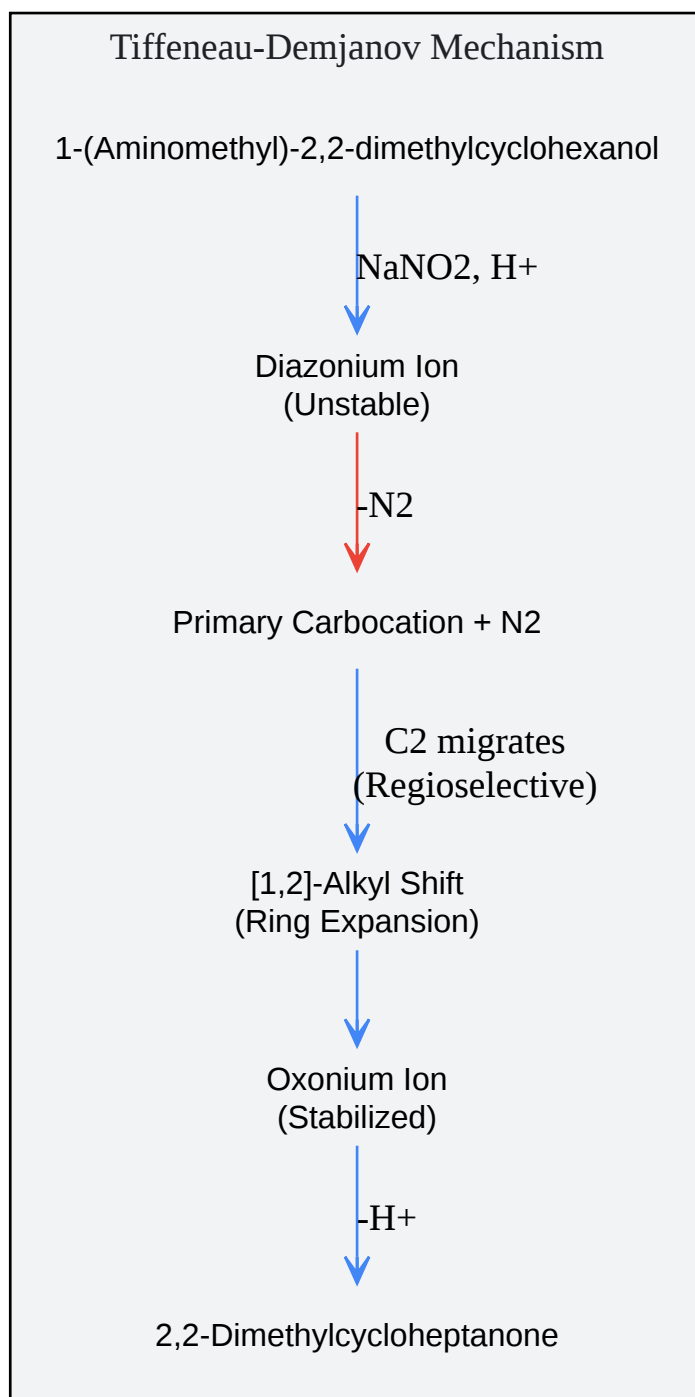 Tiffeneau-Demjanov Mechanism
1-(Aminomethyl)-2,2-dimethylcyclohexanol
NaNO2, H+
Diazonium Ion
(Unstable)
-N2
Primary Carbocation + N2
C2 migrates
(Regioselective)
[1,2]-Alkyl Shift
(Ring Expansion)
Oxonium Ion
(Stabilized)
-H+
2,2-Dimethylcycloheptanone